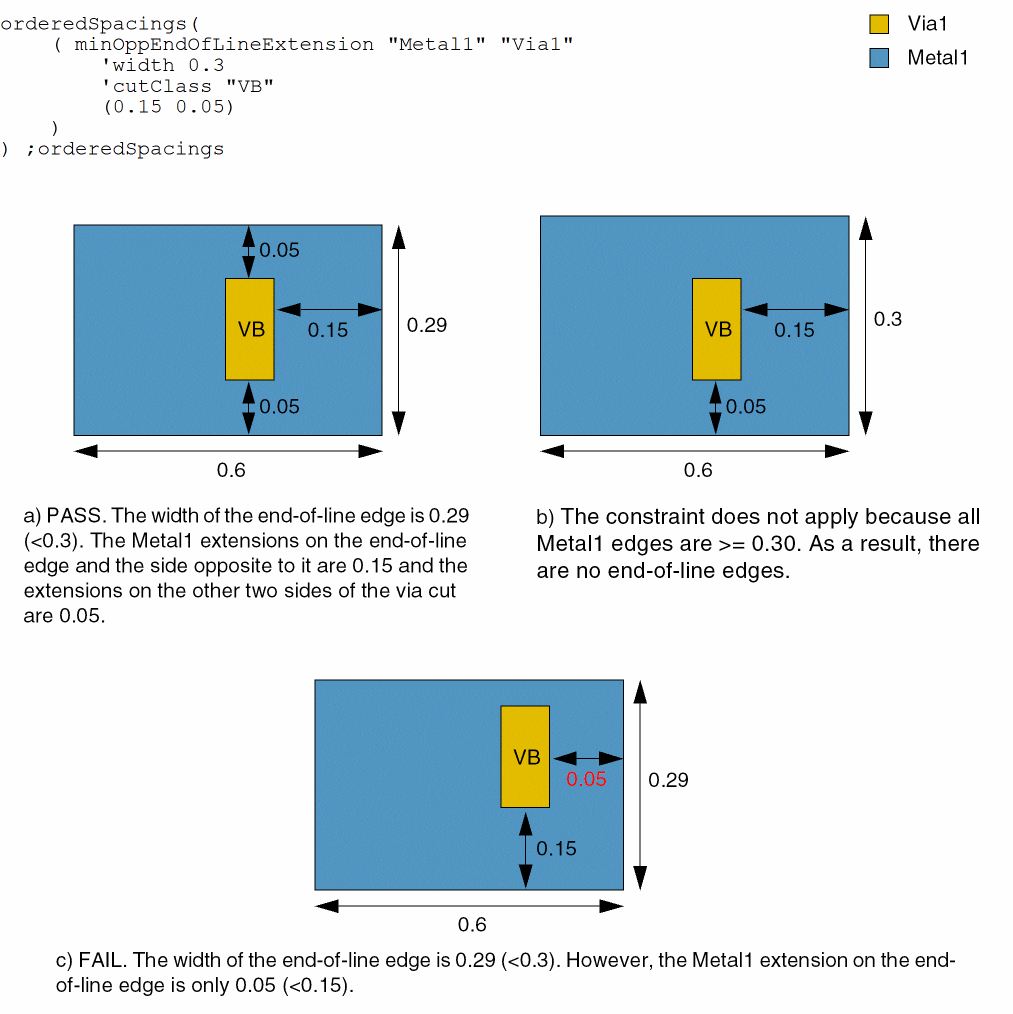 orderedSpacings(
    ( minOppEndOfLineExtension "Metal1" "Via1"
        'width 0.3
        'cutClass "VB"
        (0.15 0.05)
    )
) ;orderedSpacings
Via1
Metal1
0.05
VB
0.15
0.29
0.05
0.6
VB
0.15
0.3
0.05
0.6
a) PASS. The width of the end-of-line edge is 0.29
(<0.3). The Metal1 extensions on the end-of-line
edge and the side opposite to it are 0.15 and the
extensions on the other two sides of the via cut
are 0.05.
b) The constraint does not apply because all
Metal1 edges are >= 0.30. As a result, there
are no end-of-line edges.
VB
0.05
0.29
0.15
0.6
c) FAIL. The width of the end-of-line edge is 0.29 (<0.3). However, the Metal1 extension on the end-
of-line edge is only 0.05 (<0.15).